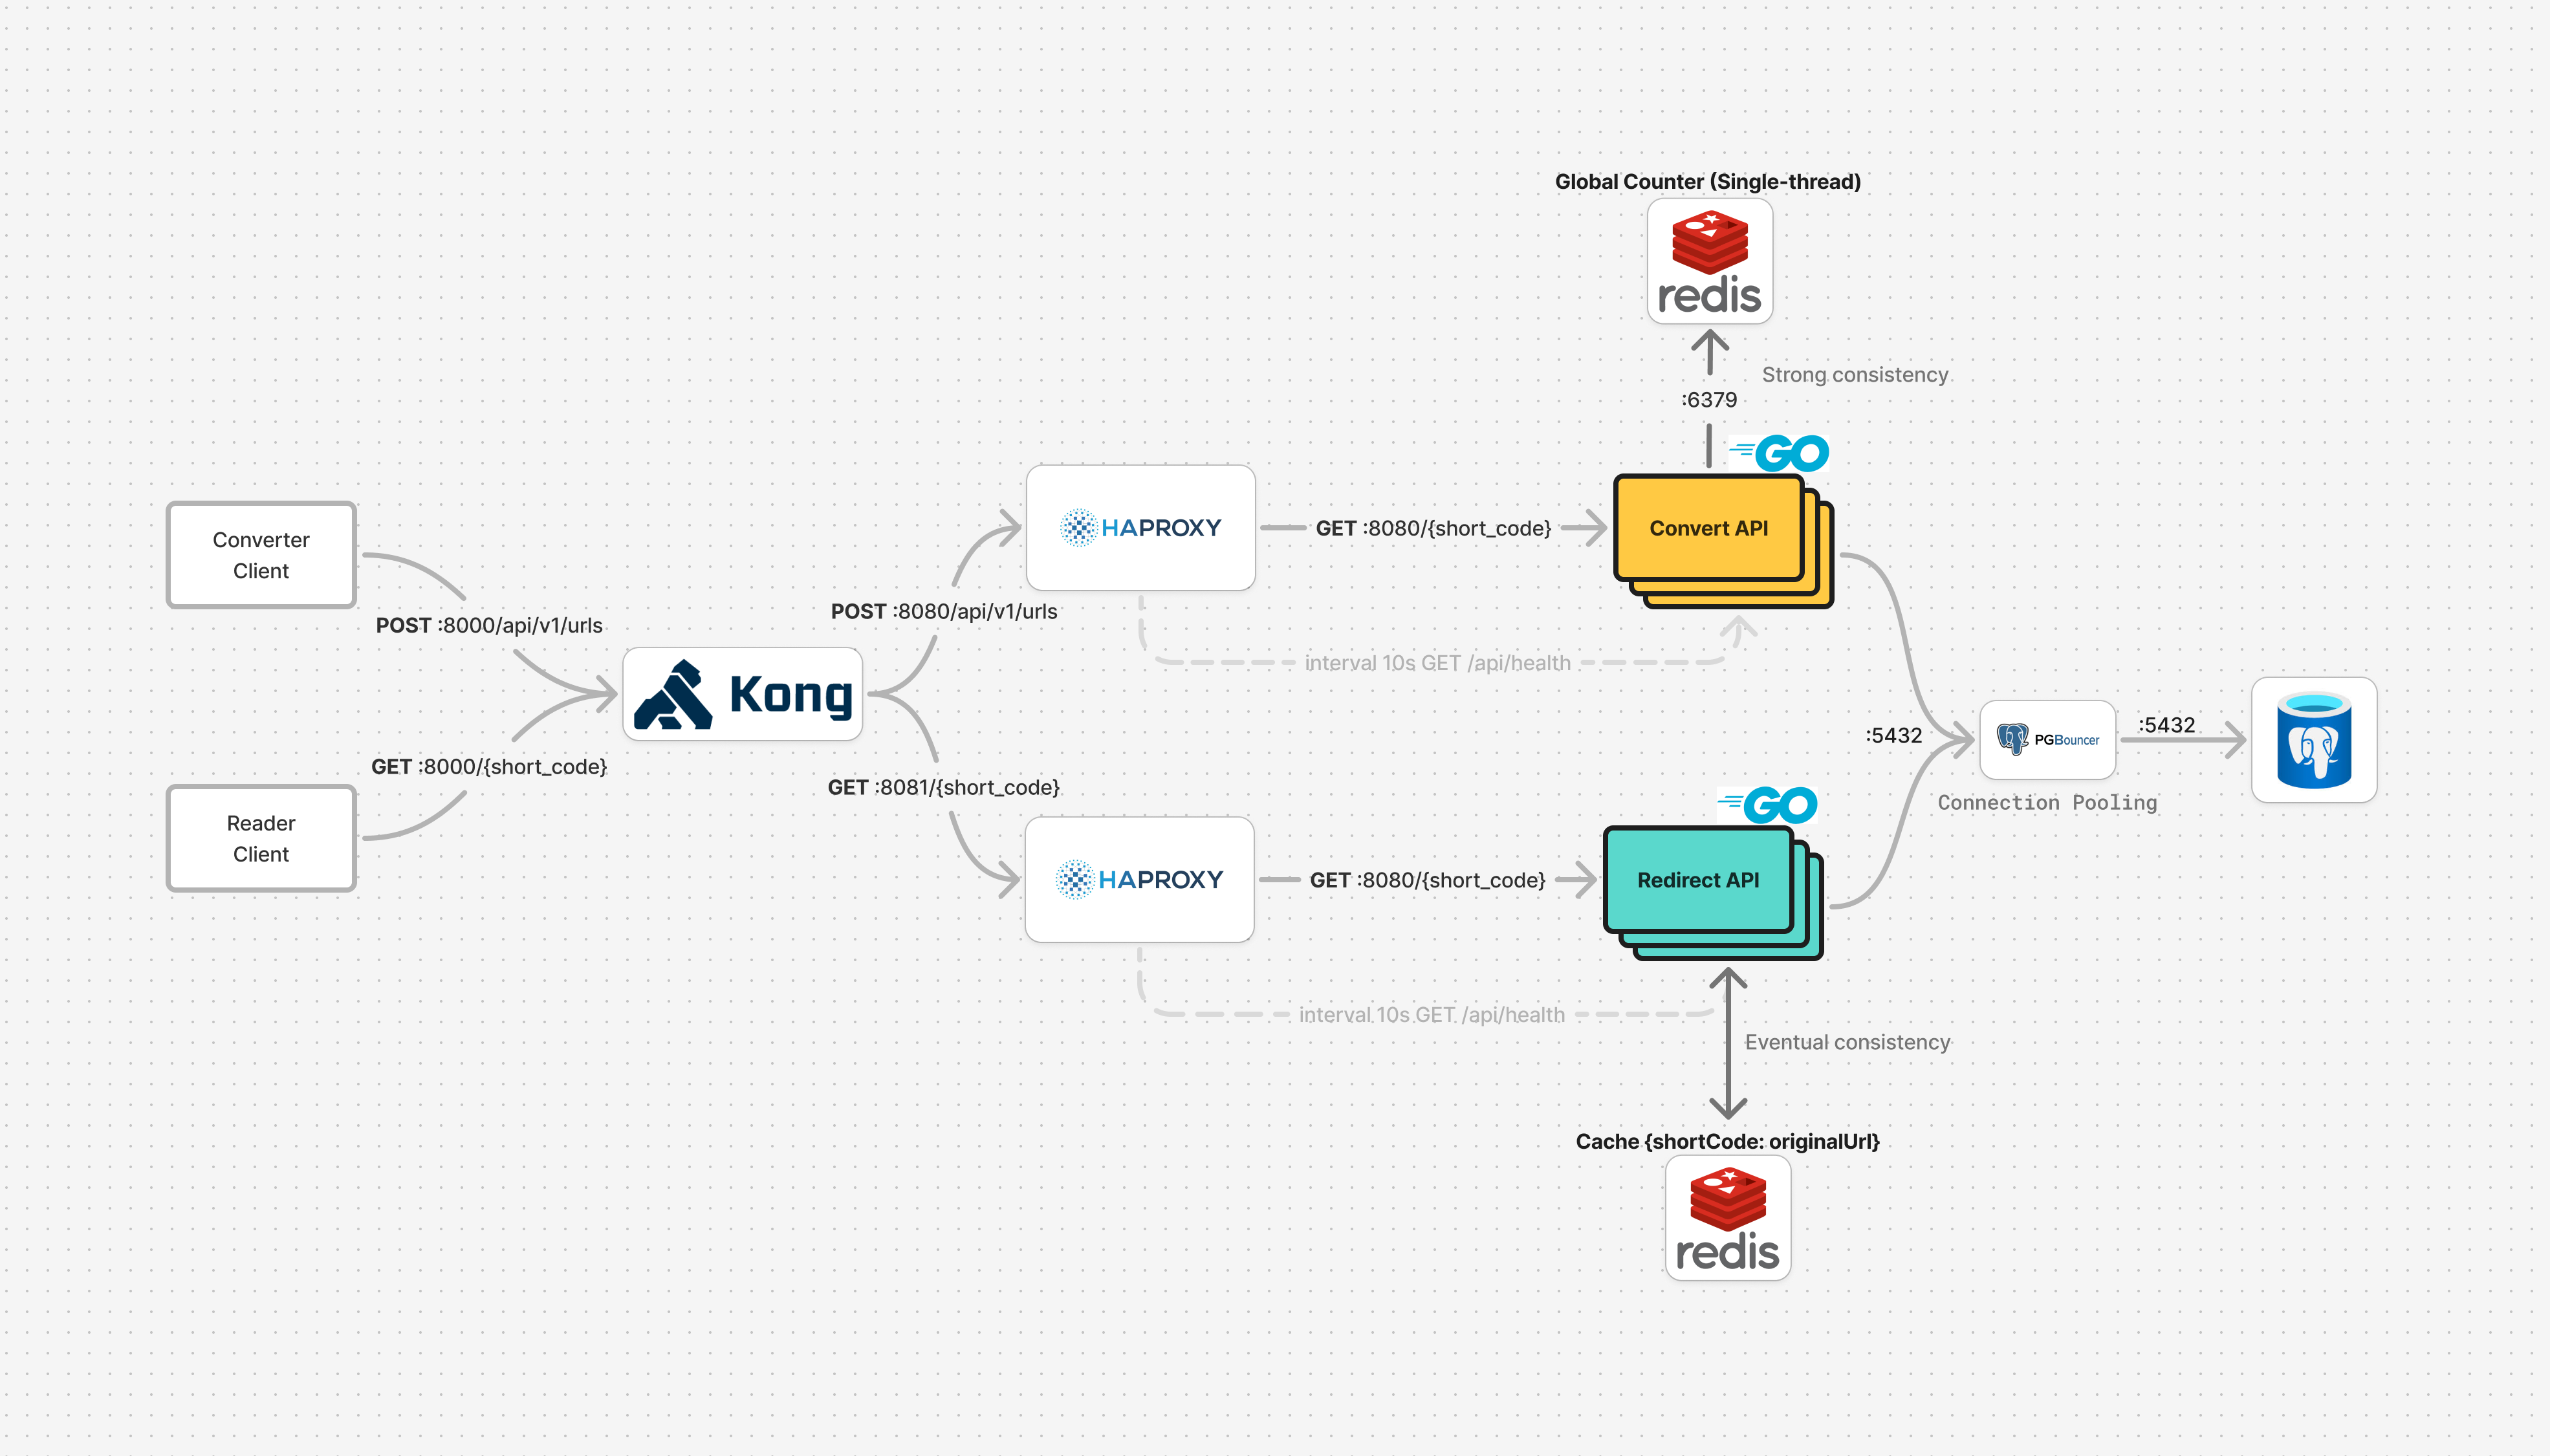 Global Counter (Single-thread)
redis
Strong consistency
:6379
GO
HAPROXY
GET :8080/{short_code}
Convert API
Converter
Client
POST :8080/api/v1/urls
POST :8000/api/v1/urls
interval 10s GET /api/health
Kong
:5432
PGBouncer
:5432
GET :8000/{short_code}
GET :8081/{short_code}
Connection Pooling
GO
Reader
Client
HAPROXY
GET :8080/{short_code}
Redirect API
interval 10s GET /api/health
Eventual consistency
Cache {shortCode: originalUrl}
redis